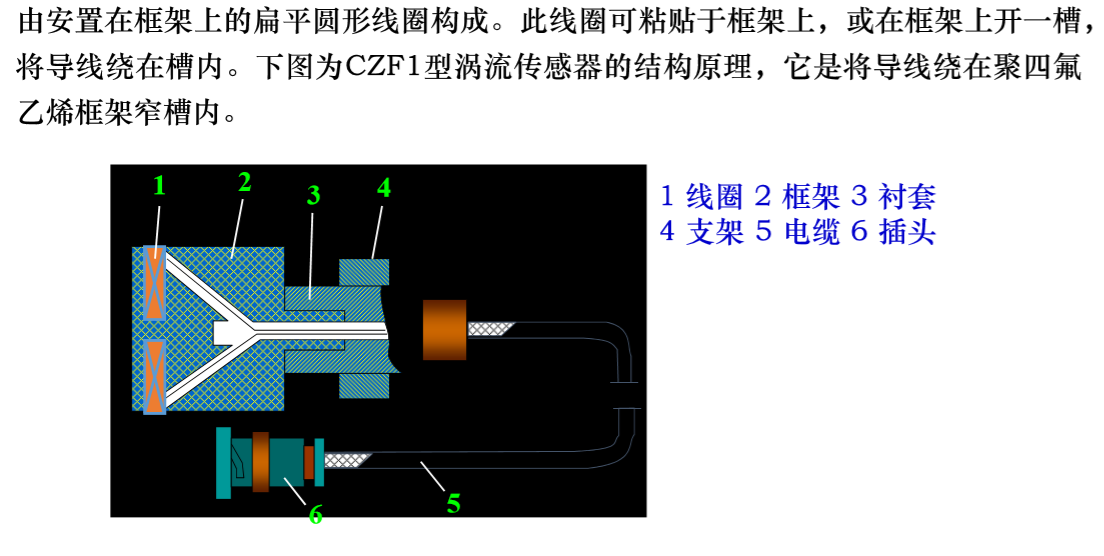 由安置在框架上的扁平圆形线圈构成。此线圈可粘贴于框架上，或在框架上开一槽，
将导线绕在槽内。下图为CZF1型涡流传感器的结构原理，它是将导线绕在聚四氟
乙烯框架窄槽内。
1
2
3
4
1 线圈 2 框架 3 衬套
4 支架 5 电缆 6 插头
6
5